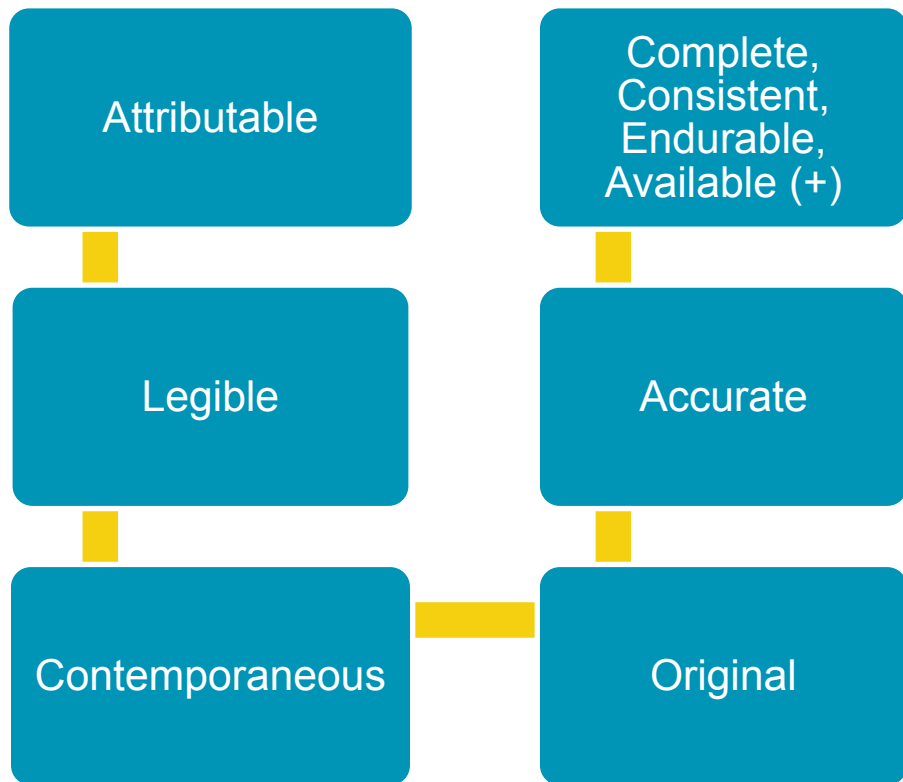 Attributable
Legible
Contemporaneous
Original
Accurate
Complete,
Consistent,
Endurable,
Available (+)